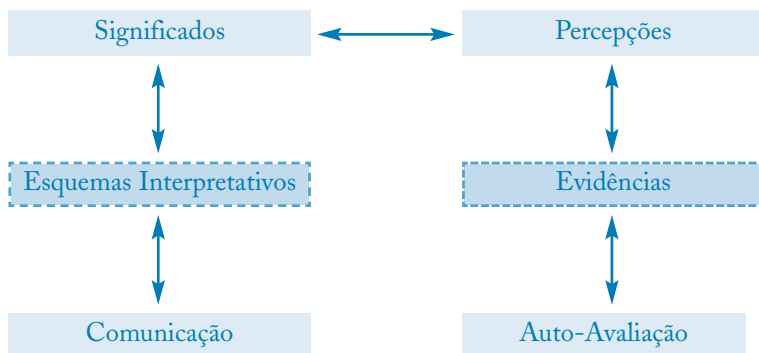 Significados
Percepções
Esquemas Interpretativos
Evidências
Comunicação
Auto-Avaliação